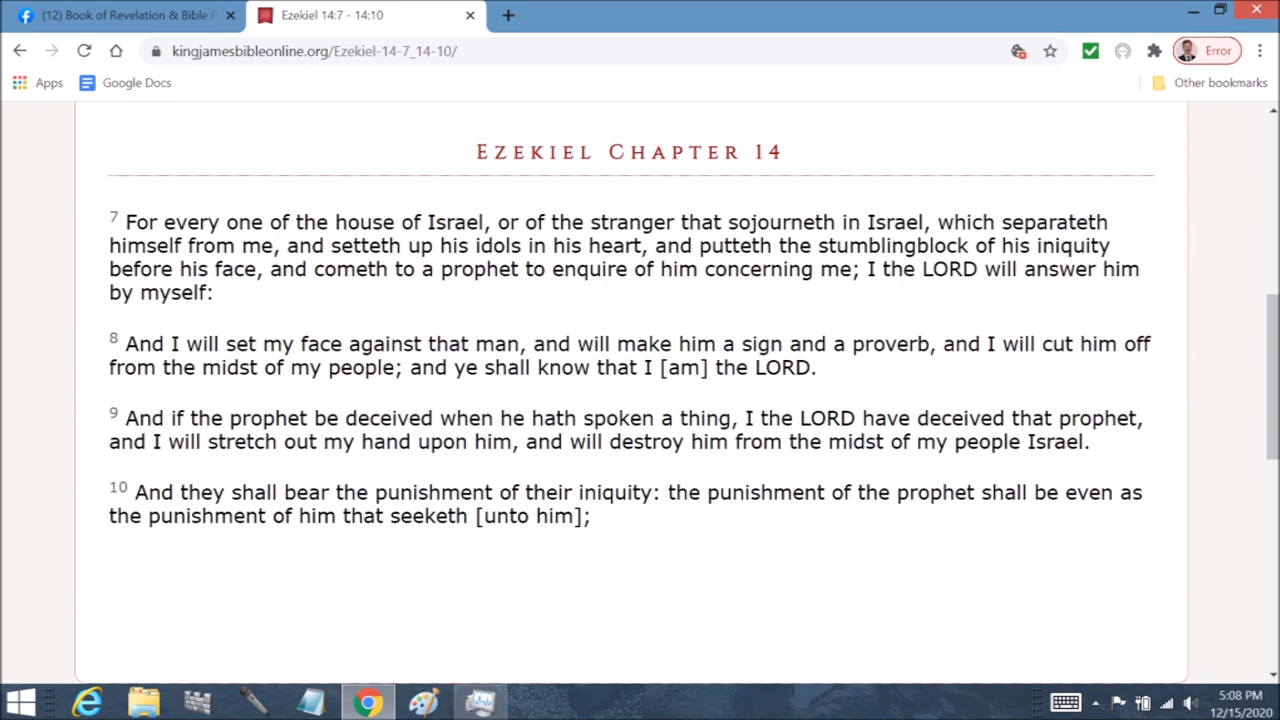 (12) Book of Revelation & Bible
Ezekiel 14:7 - 14:10
kingjamesbibleonline.org/Ezekiel-14-7_14-10/
Error
Apps
Google Docs
Other bookmarks
EZEKIEL CHAPTER 14
7 For every one of the house of Israel, or of the stranger that sojourneth in Israel, which separateth
himself from me, and setteth up his idols in his heart, and putteth the stumblingblock of his iniquity
before his face, and cometh to a prophet to enquire of him concerning me; I the LORD will answer him
by myself:
8 And I will set my face against that man, and will make him a sign and a proverb, and I will cut him off
from the midst of my people; and ye shall know that I [am] the LORD.
9 And if the prophet be deceived when he hath spoken a thing, I the LORD have deceived that prophet,
and I will stretch out my hand upon him, and will destroy him from the midst of my people Israel.
10 And they shall bear the punishment of their iniquity: the punishment of the prophet shall be even as
the punishment of him that seeketh [unto him];
5:08 PM
12/15/2020